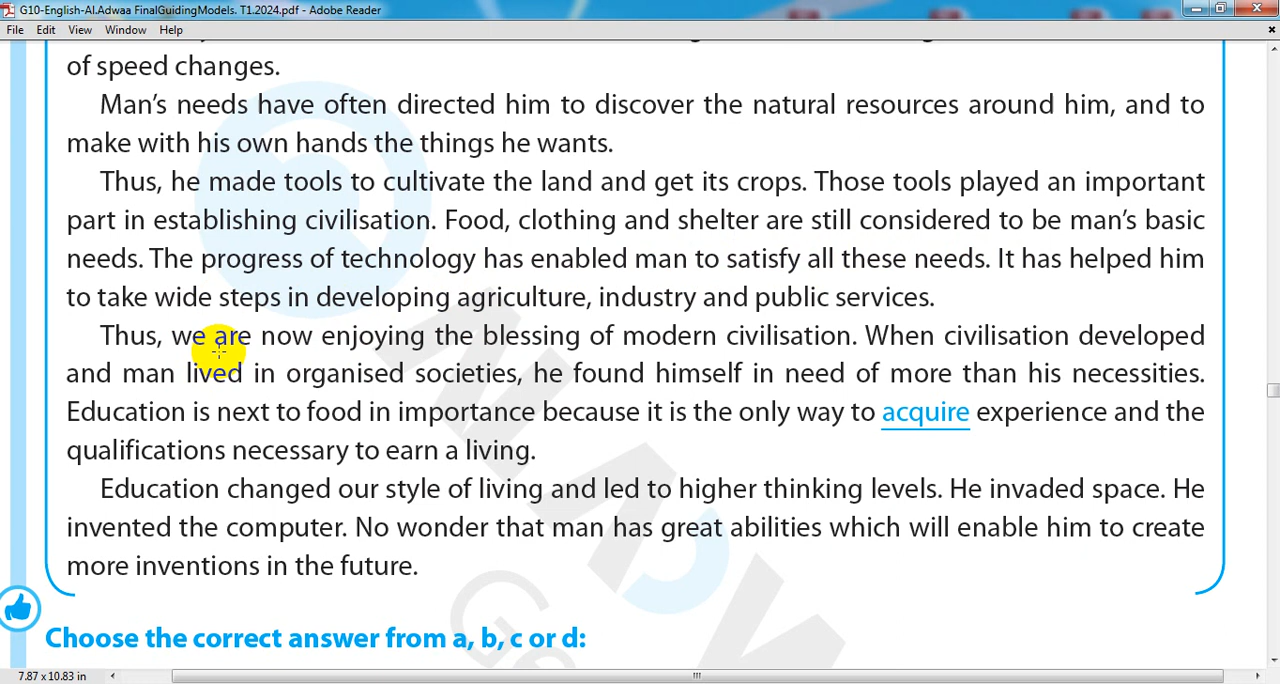 G10-English-Al.Adwaa FinalGuidingModels. T1.2024.pdf - Adobe Reader
File Edit View Window Help
of speed changes.
Man's needs have often directed him to discover the natural resources around him, and to
make with his own hands the things he wants.
Thus, he made tools to cultivate the land and get its crops. Those tools played an important
part in establishing civilisation. Food, clothing and shelter are still considered to be man's basic
needs. The progress of technology has enabled man to satisfy all these needs. It has helped him
to take wide steps in developing agriculture, industry and public services.
Thus, we are now enjoying the blessing of modern civilisation. When civilisation developed
and man lived in organised societies, he found himself in need of more than his necessities.
Education is next to food in importance because it is the only way to acquire experience and the
qualifications necessary to earn a living.
Education changed our style of living and led to higher thinking levels. He invaded space. He
invented the computer. No wonder that man has great abilities which will enable him to create
more inventions in the future.
Choose the correct answer from a, b, c or d:
7.87 x 10.83 in